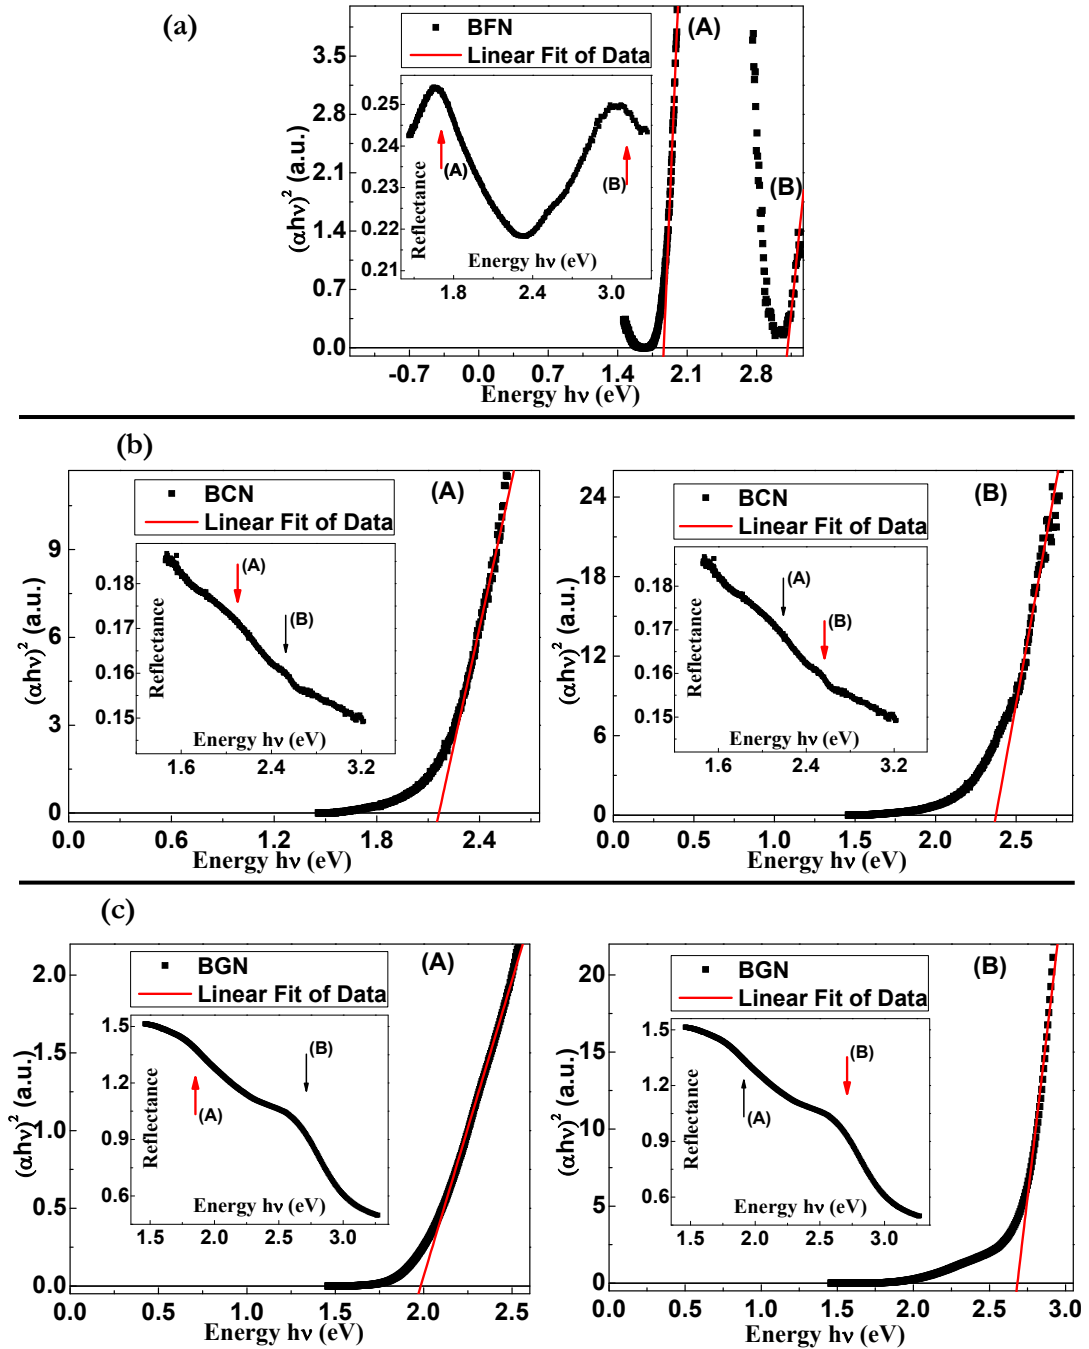 (a)
BFN
Linear Fit of Data
(A)
(B)
3.5
2.8
2.1
1.4
0.7
0.0
(αhν)² (a.u.)
-0.7 0.0 0.7 1.4 2.1 2.8
Energy hν (eV)
0.25
0.24
0.23
0.22
0.21
Reflectance
(A)
(B)
Energy hν (eV)
1.8 2.4 3.0
(b)
BCN
Linear Fit of Data
(A)
9
6
3
0
(αhν)² (a.u.)
0.0 0.6 1.2 1.8 2.4
Energy hν (eV)
0.18
0.17
0.16
0.15
Reflectance
(A)
(B)
Energy hν (eV)
1.6 2.4 3.2
BCN
Linear Fit of Data
(B)
24
18
12
6
0
(αhν)² (a.u.)
0.0 0.5 1.0 1.5 2.0 2.5
Energy hν (eV)
0.18
0.17
0.16
0.15
Reflectance
(A)
(B)
Energy hν (eV)
1.6 2.4 3.2
(c)
BGN
Linear Fit of Data
(A)
2.0
1.5
1.0
0.5
0.0
(αhν)² (a.u.)
0.0 0.5 1.0 1.5 2.0 2.5
Energy hν (eV)
1.5
1.2
0.9
0.6
Reflectance
(A)
(B)
Energy hν (eV)
1.5 2.0 2.5 3.0
BGN
Linear Fit of Data
(B)
20
15
10
5
0
(αhν)² (a.u.)
0.0 0.5 1.0 1.5 2.0 2.5 3.0
Energy hν (eV)
1.5
1.2
0.9
0.6
Reflectance
(A)
(B)
Energy hν (eV)
1.5 2.0 2.5 3.0